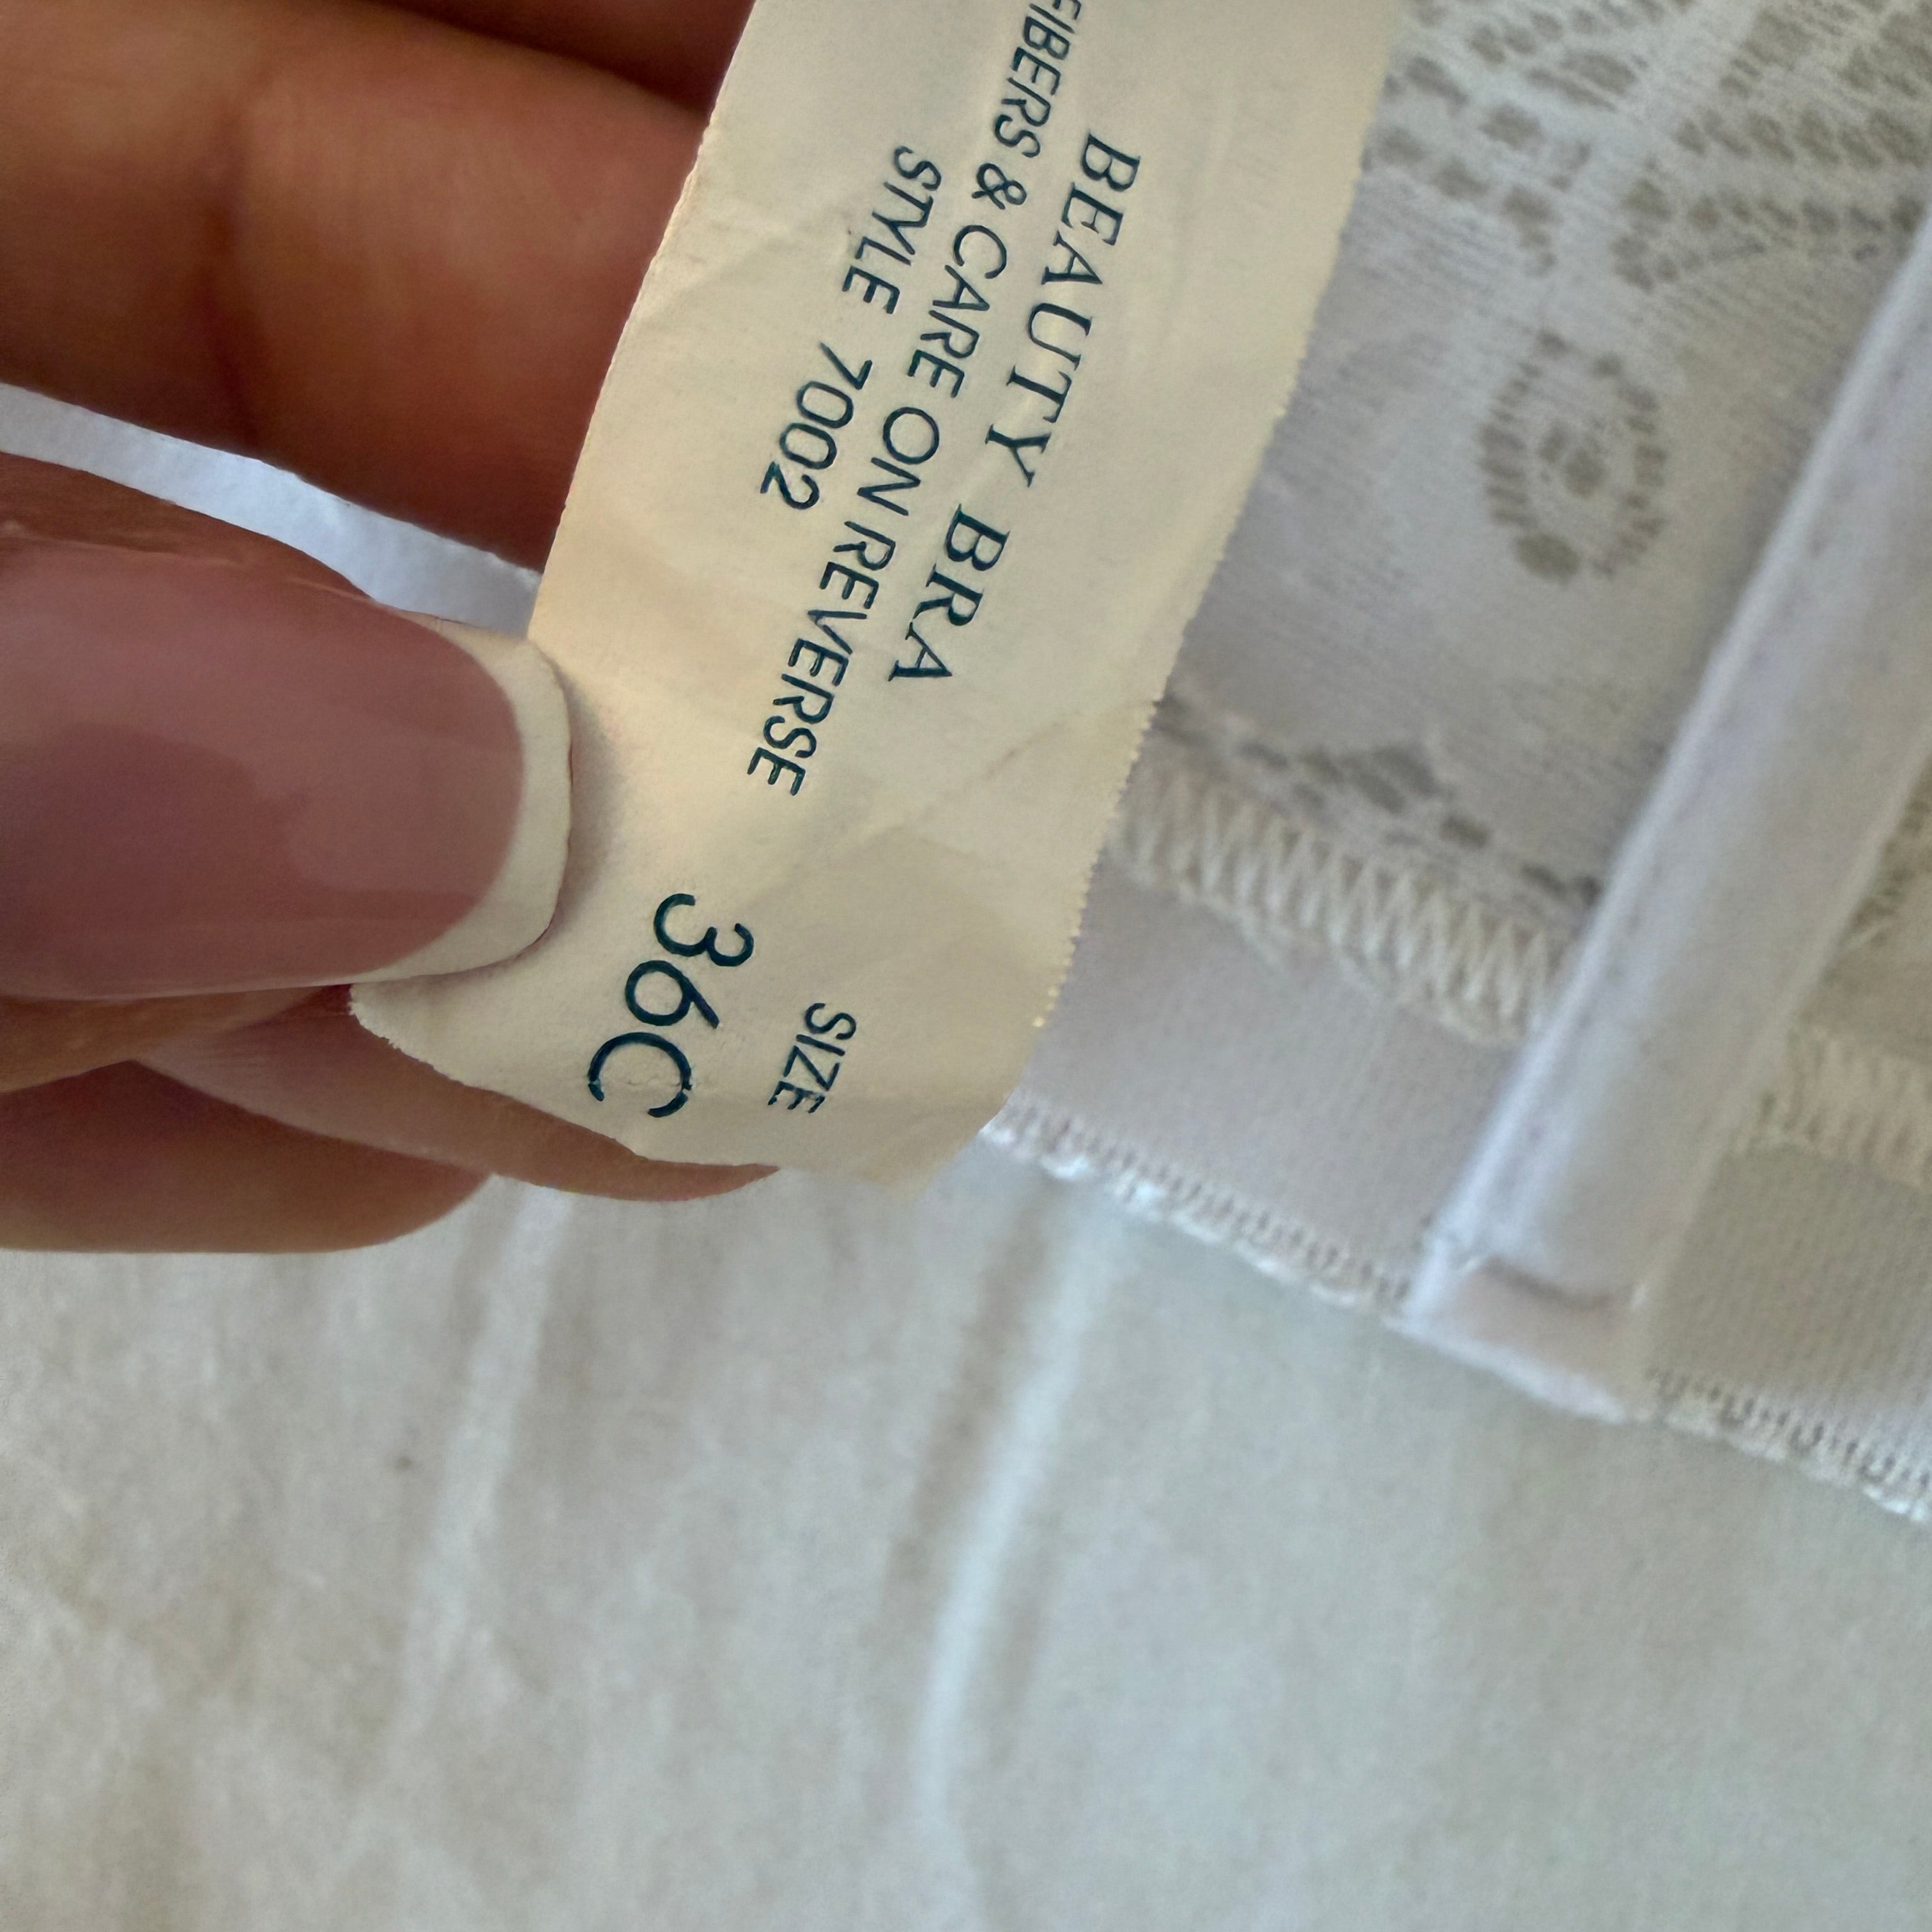 BEAUTY BRA
FIBERS & CARE ON REVERSE
STYLE 7002
SIZE
36C